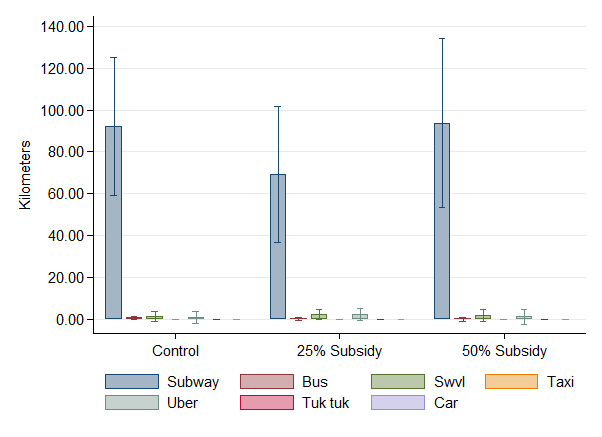 140.00
120.00
100.00
80.00
60.00
40.00
20.00
0.00
Kilometers
Control 25% Subsidy 50% Subsidy
Subway Bus Swvl Taxi
Uber Tuk tuk Car